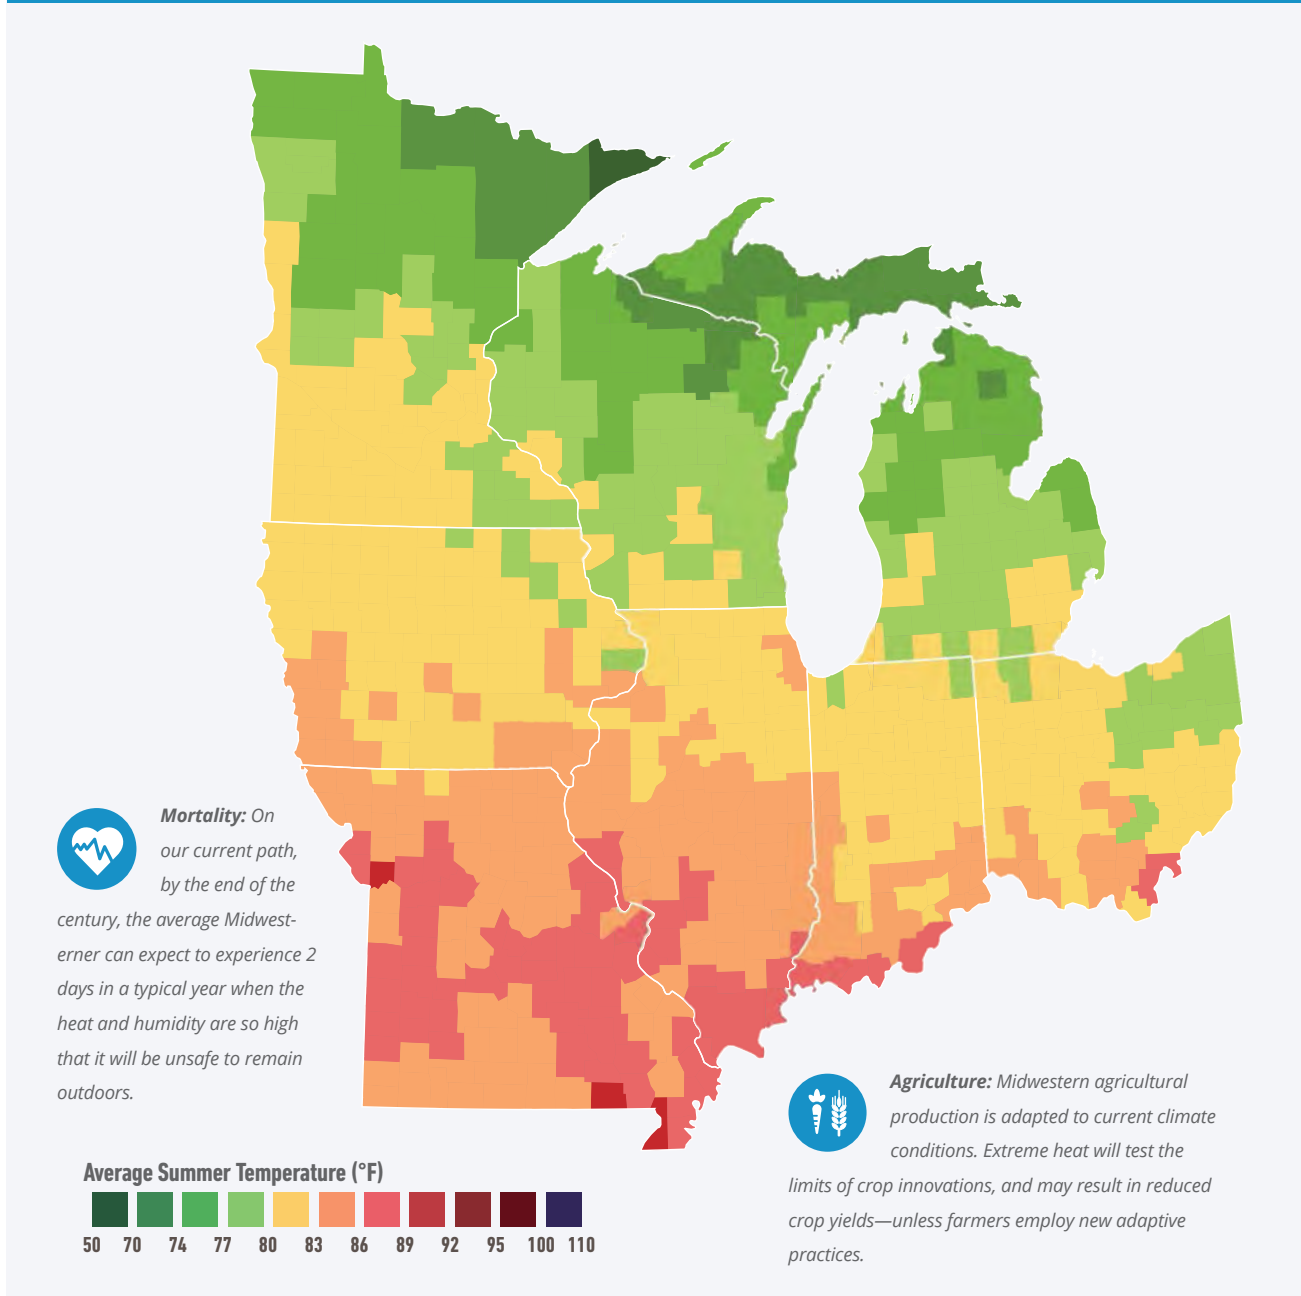 Mortality: On
our current path,
by the end of the
century, the average Midwest-
erner can expect to experience 2
days in a typical year when the
heat and humidity are so high
that it will be unsafe to remain
outdoors.
Agriculture: Midwestern agricultural
production is adapted to current climate
conditions. Extreme heat will test the
limits of crop innovations, and may result in reduced
crop yields—unless farmers employ new adaptive
practices.
Average Summer Temperature (°F)
50 70 74 77 80 83 86 89 92 95 100 110